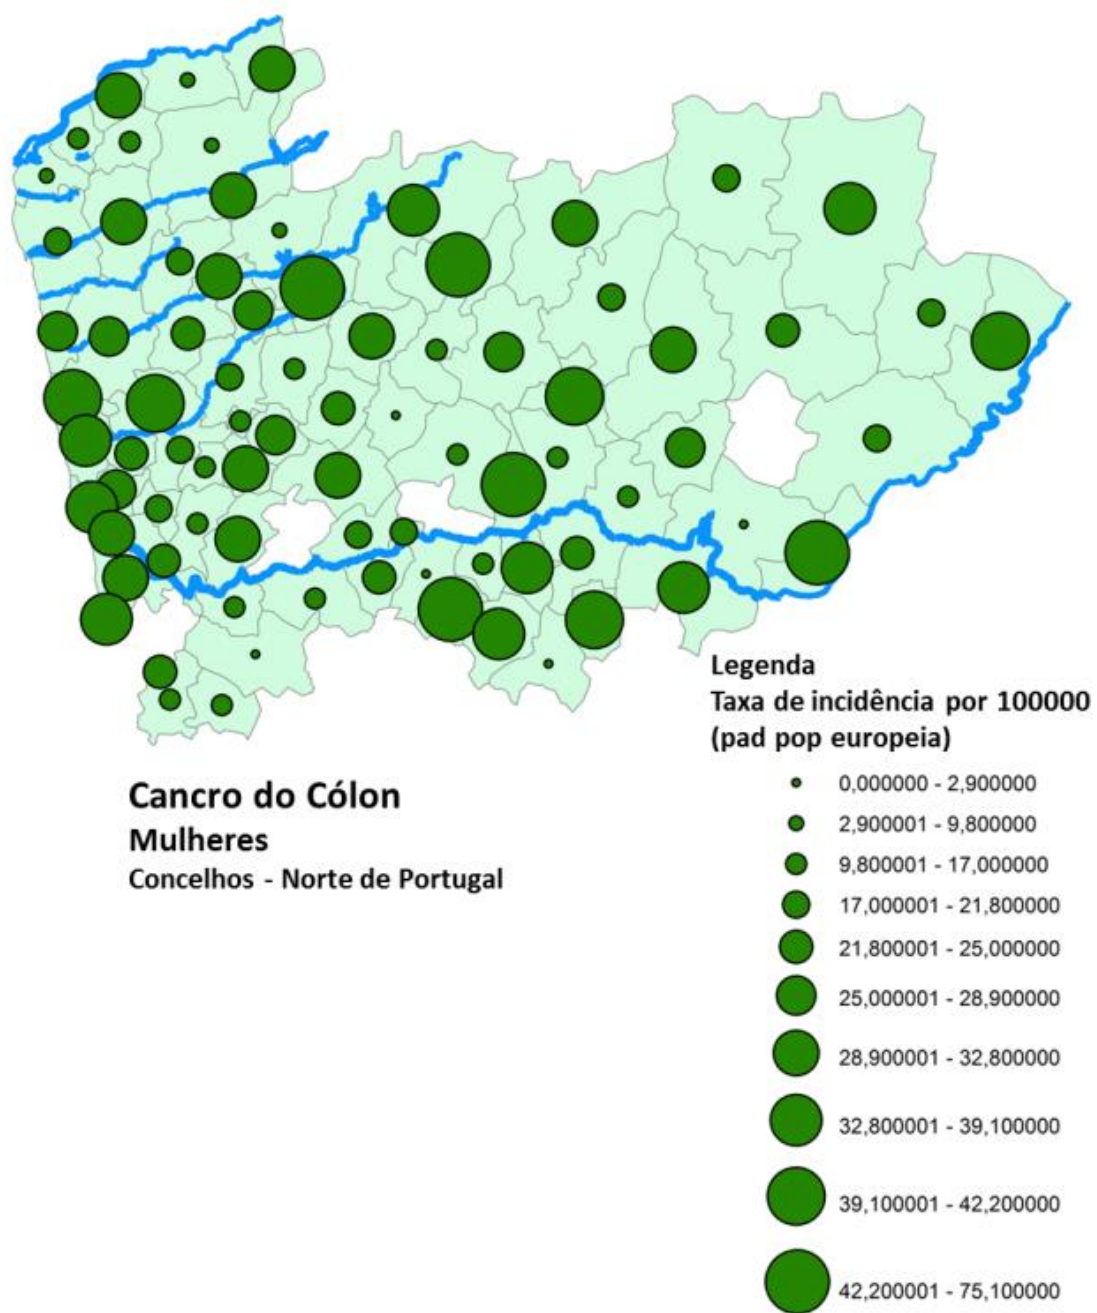 Legenda
Taxa de incidência por 100000
(pad pop europeia)
0,000000 - 2,900000
2,900001 - 9,800000
9,800001 - 17,000000
17,000001 - 21,800000
21,800001 - 25,000000
25,000001 - 28,900000
28,900001 - 32,800000
32,800001 - 39,100000
39,100001 - 42,200000
42,200001 - 75,100000
Cancro do Cólon
Mulheres
Concelhos - Norte de Portugal